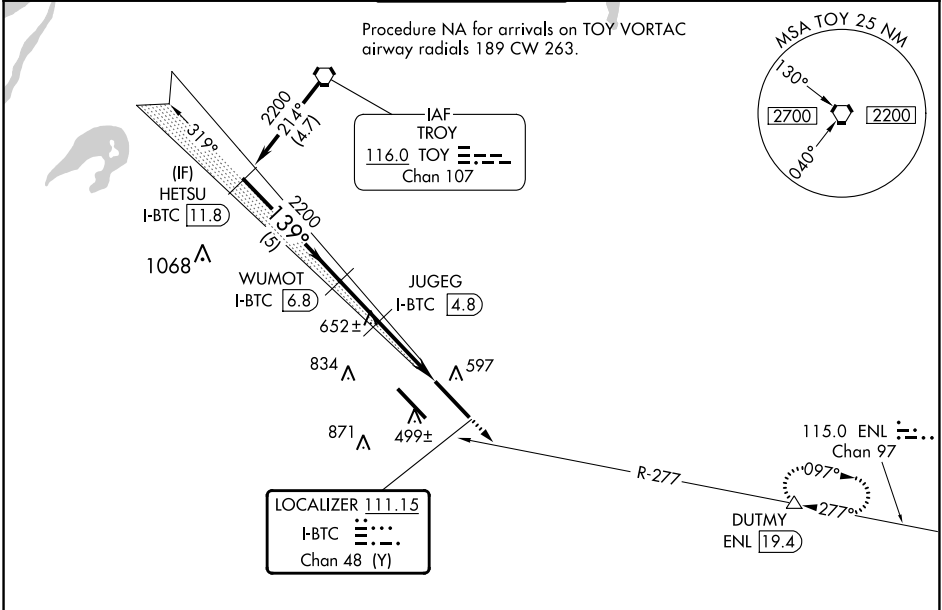 Procedure NA for arrivals on TOY VORTAC
airway radials 189 CW 263.
MSA TOY 25 NM
130°
2700
2200
040°
2200
214°
(4.7)
IAF
TROY
116.0 TOY
Chan 107
319°
(IF)
HETSU
I-BTC 11.8
2200
139°
(5)
1068
WUMOT
I-BTC 6.8
JUGEG
I-BTC 4.8
652±
834
597
871
499±
115.0 ENL
Chan 97
R-277
097°
277°
DUTMY
ENL 19.4
LOCALIZER 111.15
I-BTC
Chan 48 (Y)